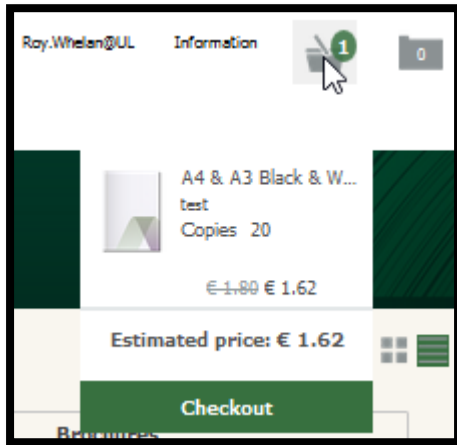 Roy.Whelan@UL Information 1 0
A4 & A3 Black & W...
test
Copies 20
€ 1.80 € 1.62
Estimated price: € 1.62
Checkout
Brochures